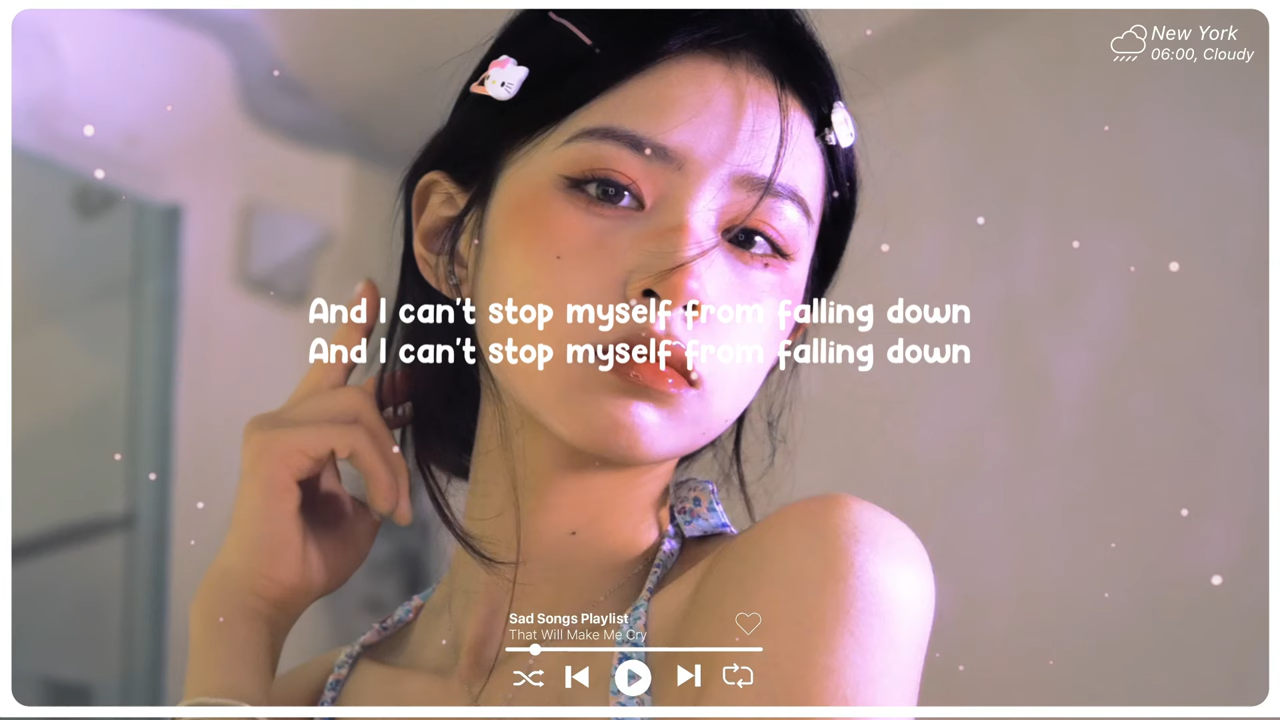 New York
06:00, Cloudy
And I can't stop myself from falling down
And I can't stop myself from falling down
Sad Songs Playlist
That Will Make Me Cry